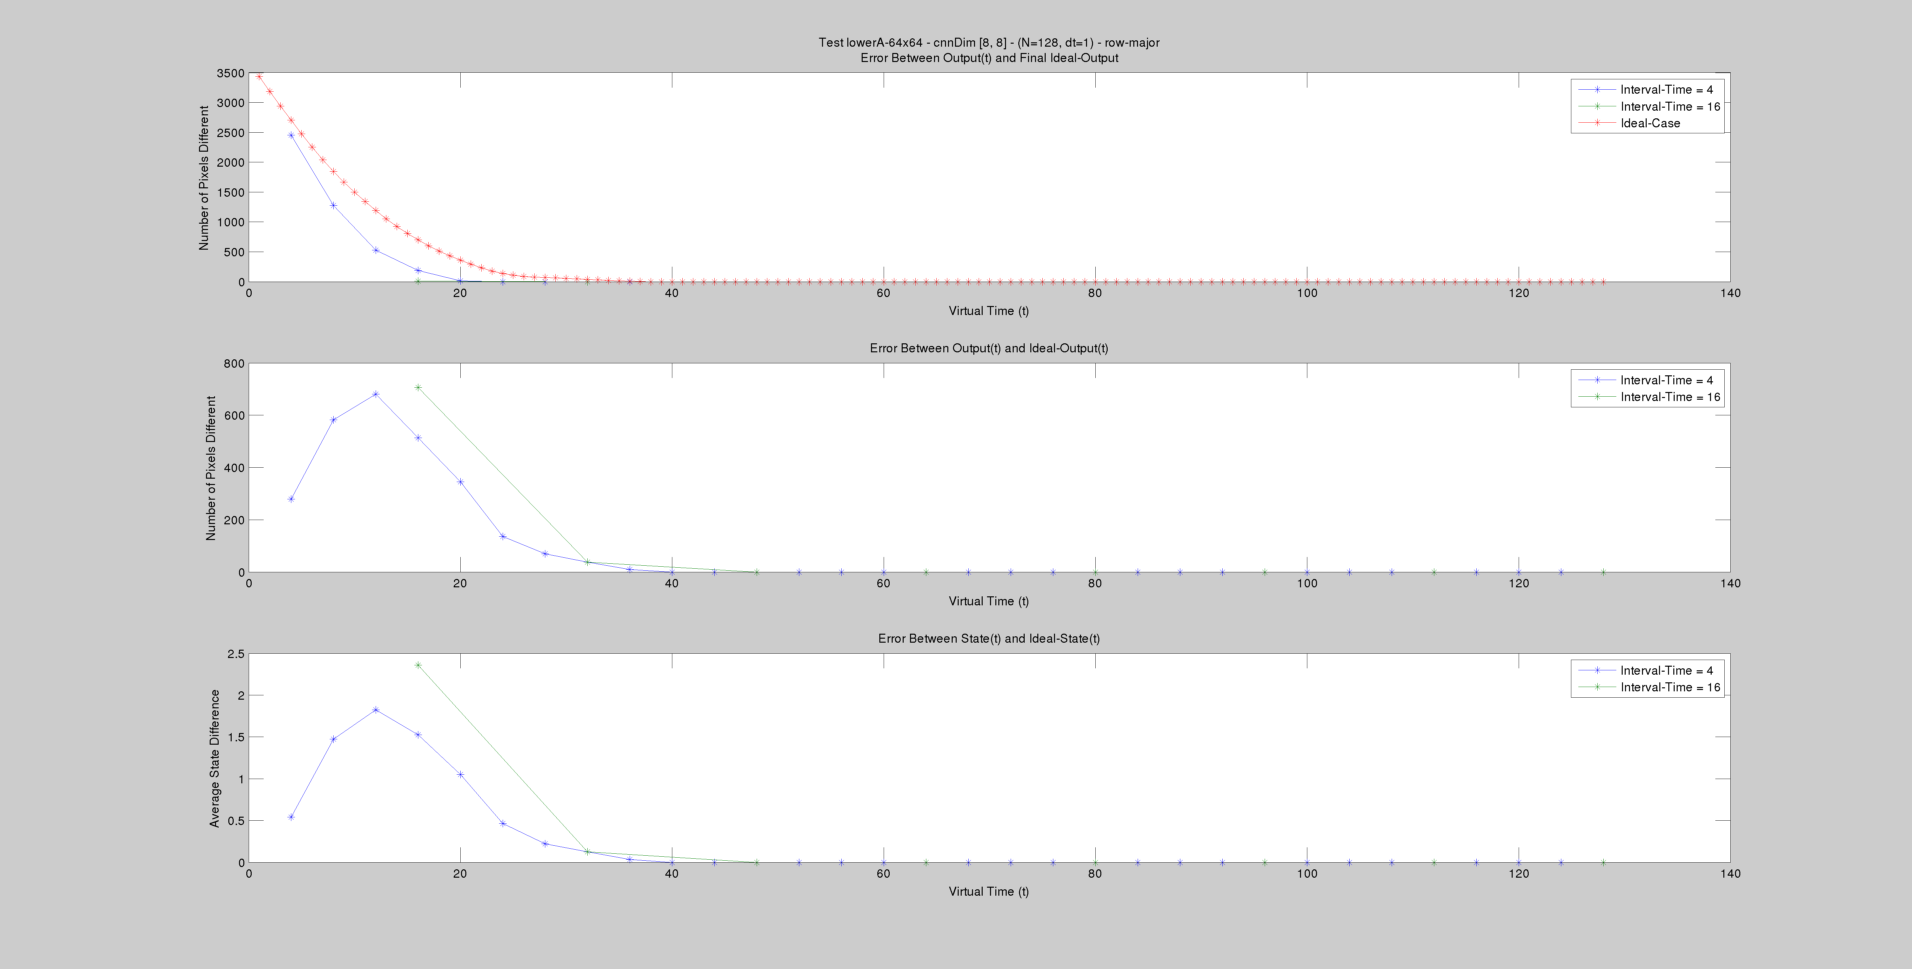 Test lowerA-64x64 - cnnDim [8, 8] - (N=128, dt=1) - row-major
Error Between Output(t) and Final Ideal-Output
Number of Pixels Different
3500
3000
2500
2000
1500
1000
500
0
Interval-Time = 4
Interval-Time = 16
Ideal-Case
0 20 40 60 80 100 120 140
Virtual Time (t)
Error Between Output(t) and Ideal-Output(t)
Number of Pixels Different
800
600
400
200
0
Interval-Time = 4
Interval-Time = 16
0 20 40 60 80 100 120 140
Virtual Time (t)
Error Between State(t) and Ideal-State(t)
Average State Difference
2.5
2
1.5
1
0.5
0
Interval-Time = 4
Interval-Time = 16
0 20 40 60 80 100 120 140
Virtual Time (t)